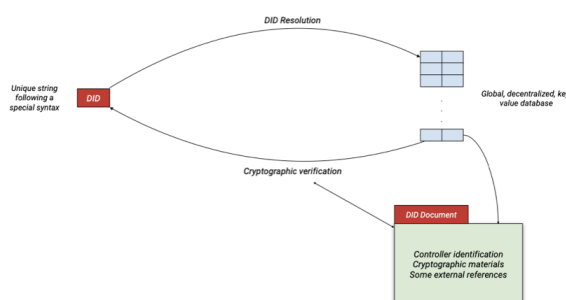 DID Resolution
Unique string
following a
special syntax
DID
Global, decentralized,
value database
Cryptographic verification
DID Document
Controller identification
Cryptographic materials
Some external references